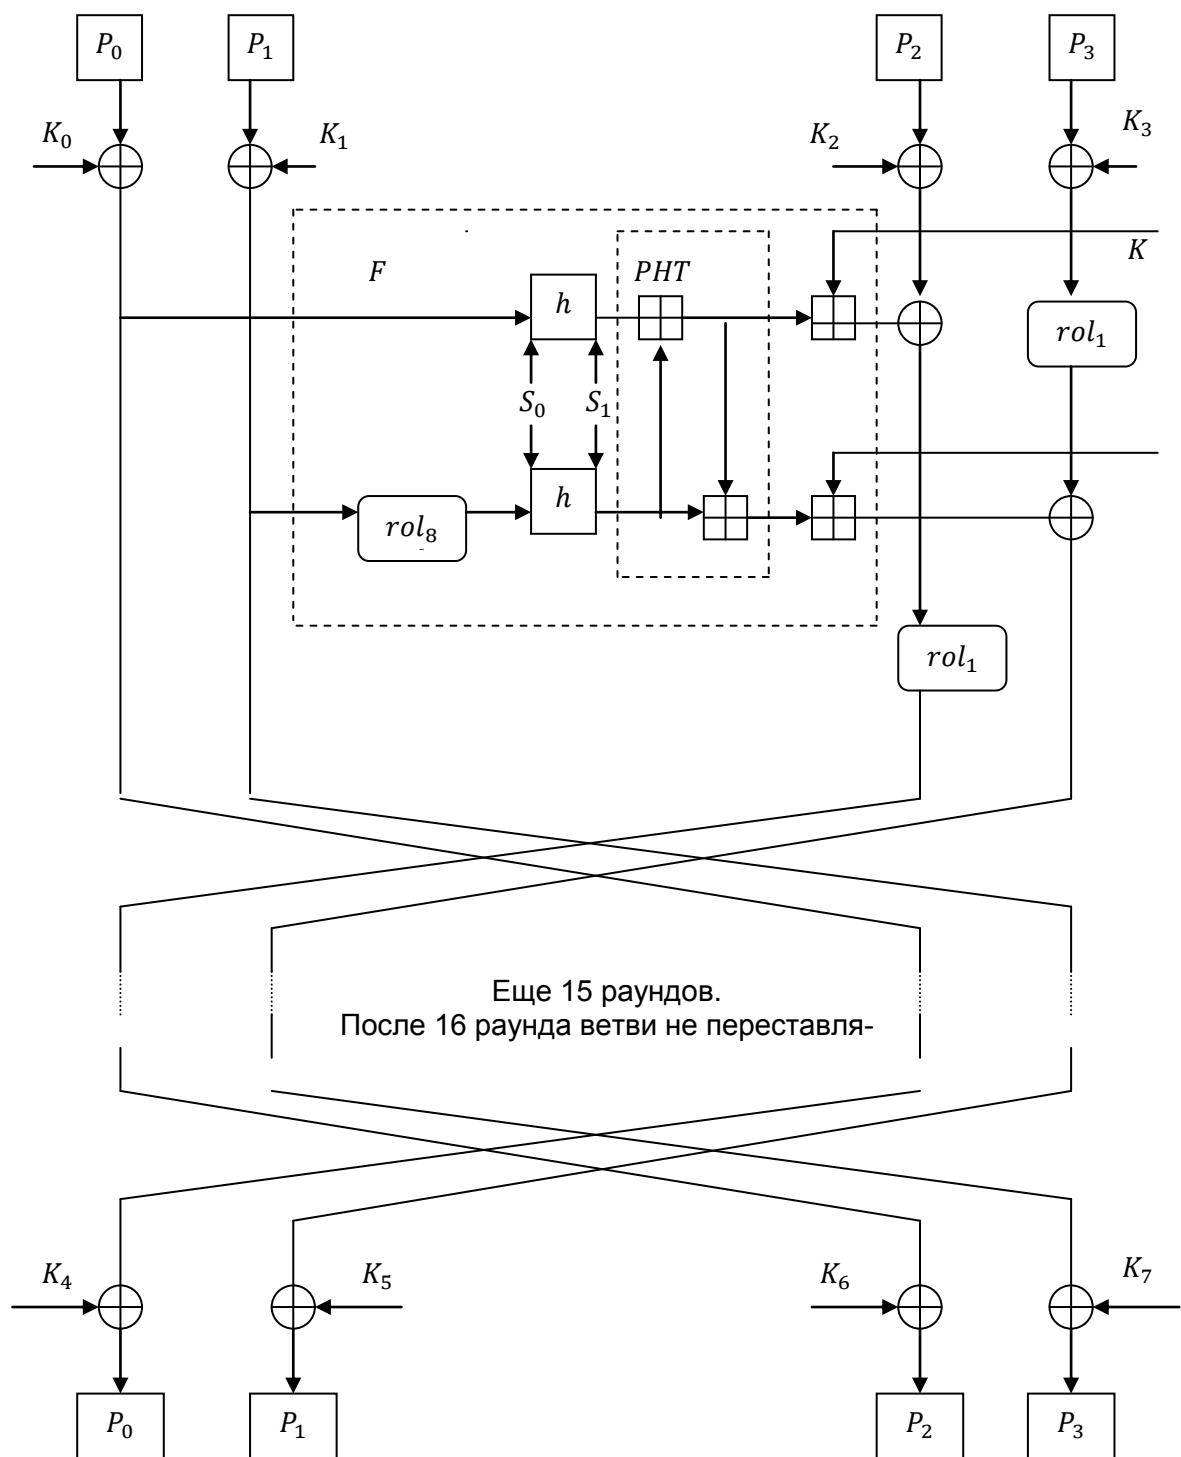 P₀ P₁ P₂ P₃
K₀ K₁ K₂ K₃
K
F PHT
h
rol₁
S₀ S₁
h
rol₈
rol₁
Еще 15 раундов.
После 16 раунда ветви не переставля-
K₄ K₅ K₆ K₇
P₀ P₁ P₂ P₃